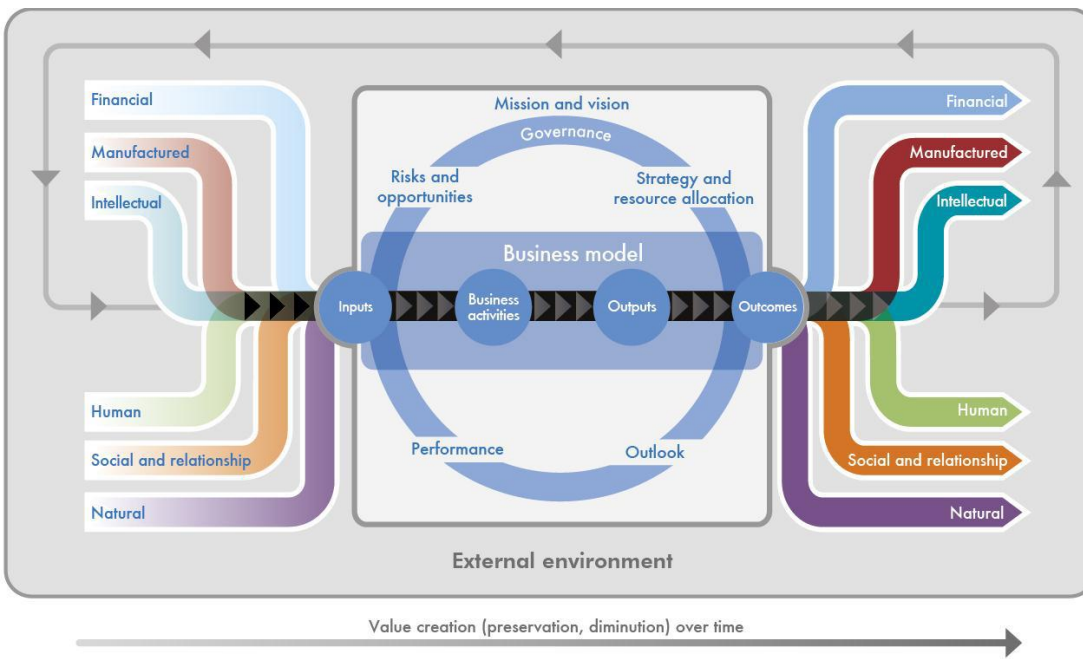 Financial
Manufactured
Intellectual
Human
Social and relationship
Natural
Mission and vision
Governance
Risks and
opportunities
Strategy and
resource allocation
Business model
Inputs
Business
activities
Outputs
Outcomes
Performance
Outlook
Financial
Manufactured
Intellectual
Human
Social and relationship
Natural
External environment
Value creation (preservation, diminution) over time